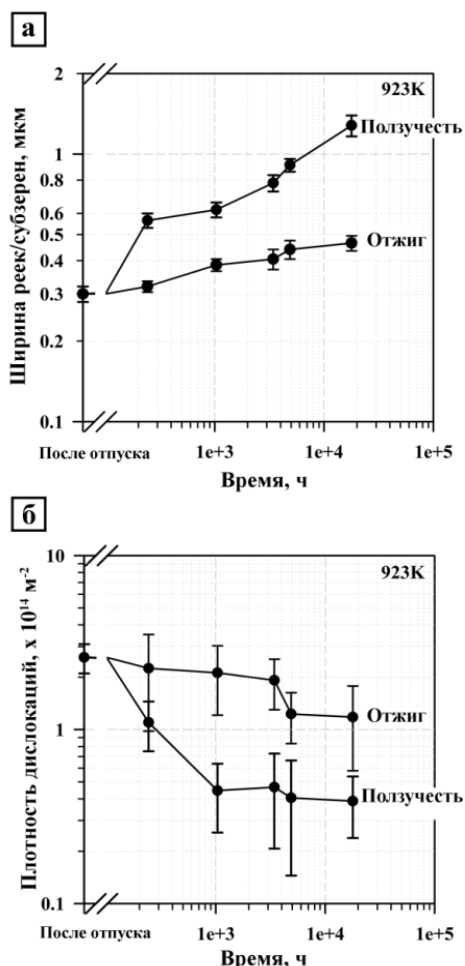 а
923K
Ползучесть
Отжиг
Ширина реек/субзерен, мкм
2
1
0.8
0.6
0.5
0.4
0.3
0.2
0.1
После отпуска
1e+3
1e+4
1e+5
Время, ч
б
923K
Отжиг
Ползучесть
Плотность дислокаций, x 10¹⁴ м⁻²
10
1
0.1
После отпуска
1e+3
1e+4
1e+5
Время, ч